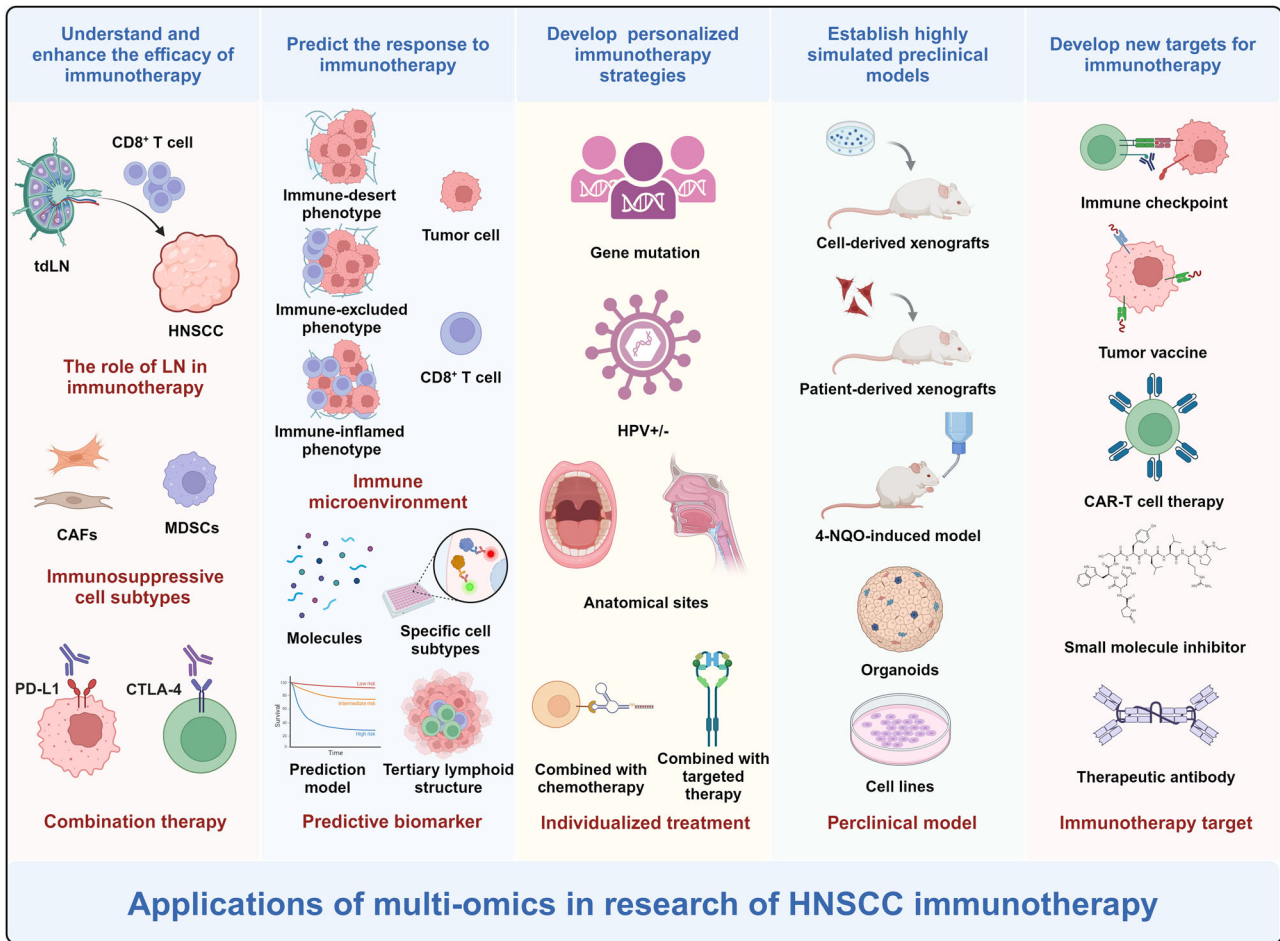 Understand and
enhance the efficacy of
immunotherapy
CD8⁺ T cell
tdLN
HNSCC
The role of LN in
immunotherapy
CAFs
MDSCs
Immunosuppressive
cell subtypes
PD-L1
CTLA-4
Combination therapy
Predict the response to
immunotherapy
Immune-desert
phenotype
Tumor cell
Immune-excluded
phenotype
CD8⁺ T cell
Immune-inflamed
phenotype
Immune
microenvironment
Molecules
Specific cell
subtypes
Survival
100
80
60
40
20
0
Low risk
Intermediate risk
High risk
Time
Prediction
model
Tertiary lymphoid
structure
Predictive biomarker
Develop personalized
immunotherapy
strategies
Gene mutation
HPV+/-
Anatomical sites
Combined with
chemotherapy
Combined with
targeted
therapy
Individualized treatment
Establish highly
simulated preclinical
models
Cell-derived xenografts
Patient-derived xenografts
4-NQO-induced model
Organoids
Cell lines
Perclinical model
Develop new targets for
immunotherapy
Immune checkpoint
Tumor vaccine
CAR-T cell therapy
Small molecule inhibitor
Therapeutic antibody
Immunotherapy target
Applications of multi-omics in research of HNSCC immunotherapy